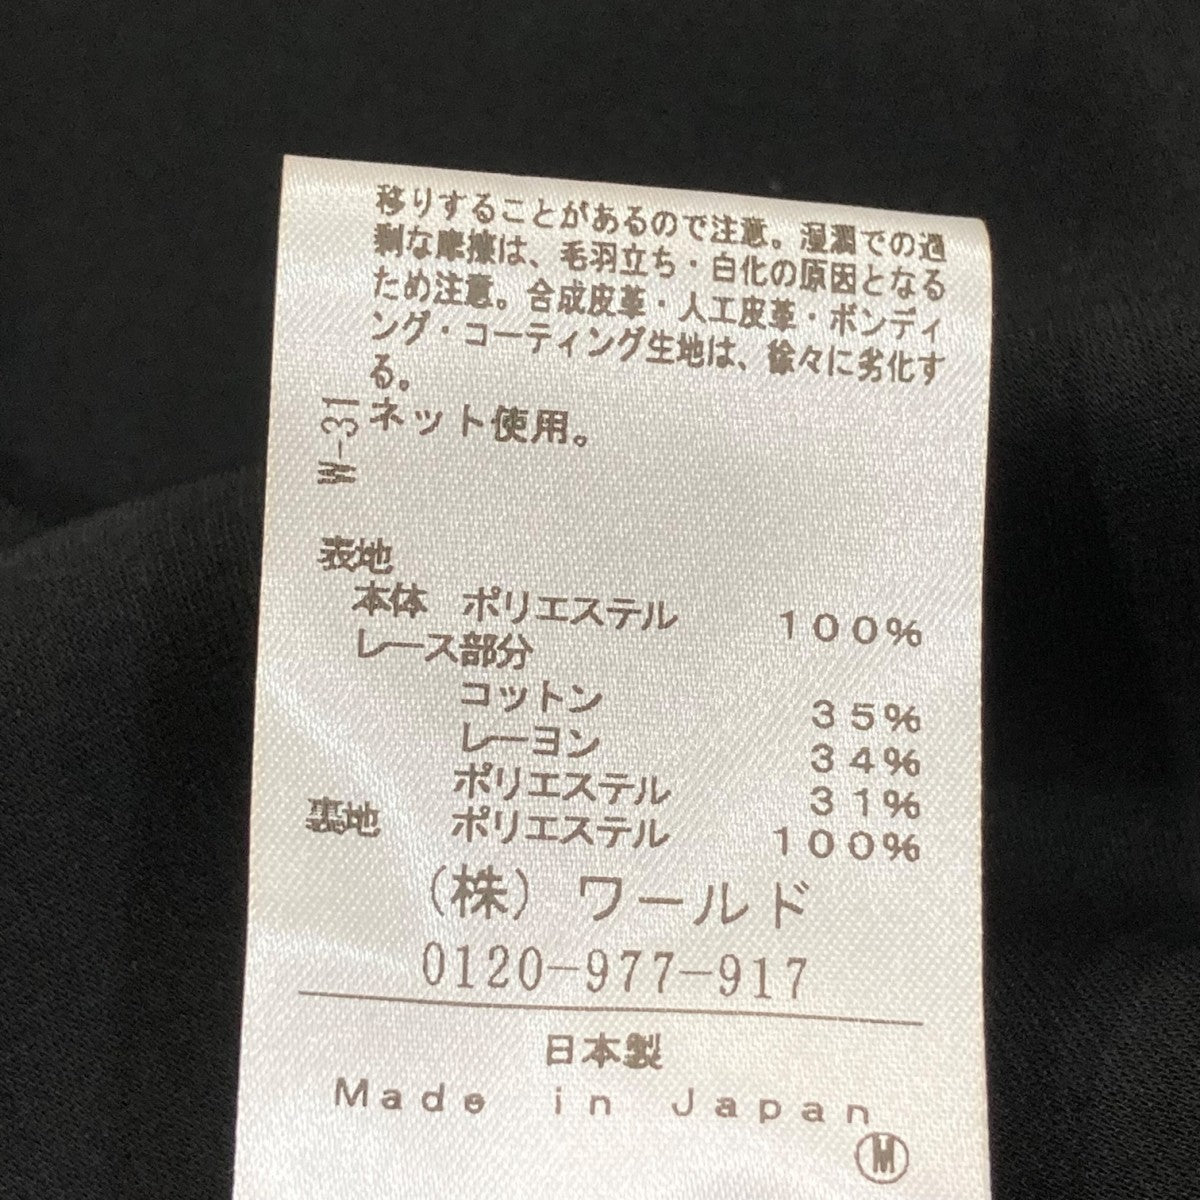 移りすることがあるので注意。湿潤での過
剰な摩擦は、毛羽立ち・白化の原因となる
ため注意。合成皮革・人工皮革・ボンディ
ング・コーティング生地は、徐々に劣化す
る。
ネット使用。
W-31
表地
本体 ポリエステル 100%
レース部分
コットン 35%
レーヨン 34%
ポリエステル 31%
裏地 ポリエステル 100%
(株) ワールド
0120-977-917
日本製
Made in Japan
M